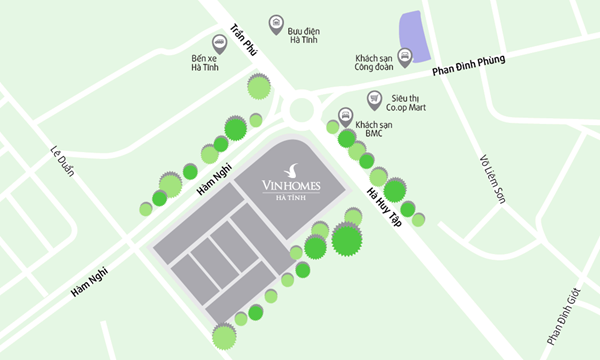 Trần Phú
Bưu điện
Hà Tĩnh
Bến xe
Hà Tĩnh
Khách sạn
Công đoàn
Phan Đình Phùng
Siêu thị
Co.op Mart
Khách sạn
BMC
Lê Duẩn
Hàm Nghi
VINHOMES
HÀ TĨNH
Hà Huy Tập
Võ Liêm Sơn
Hàm Nghi
Phan Đình Giót